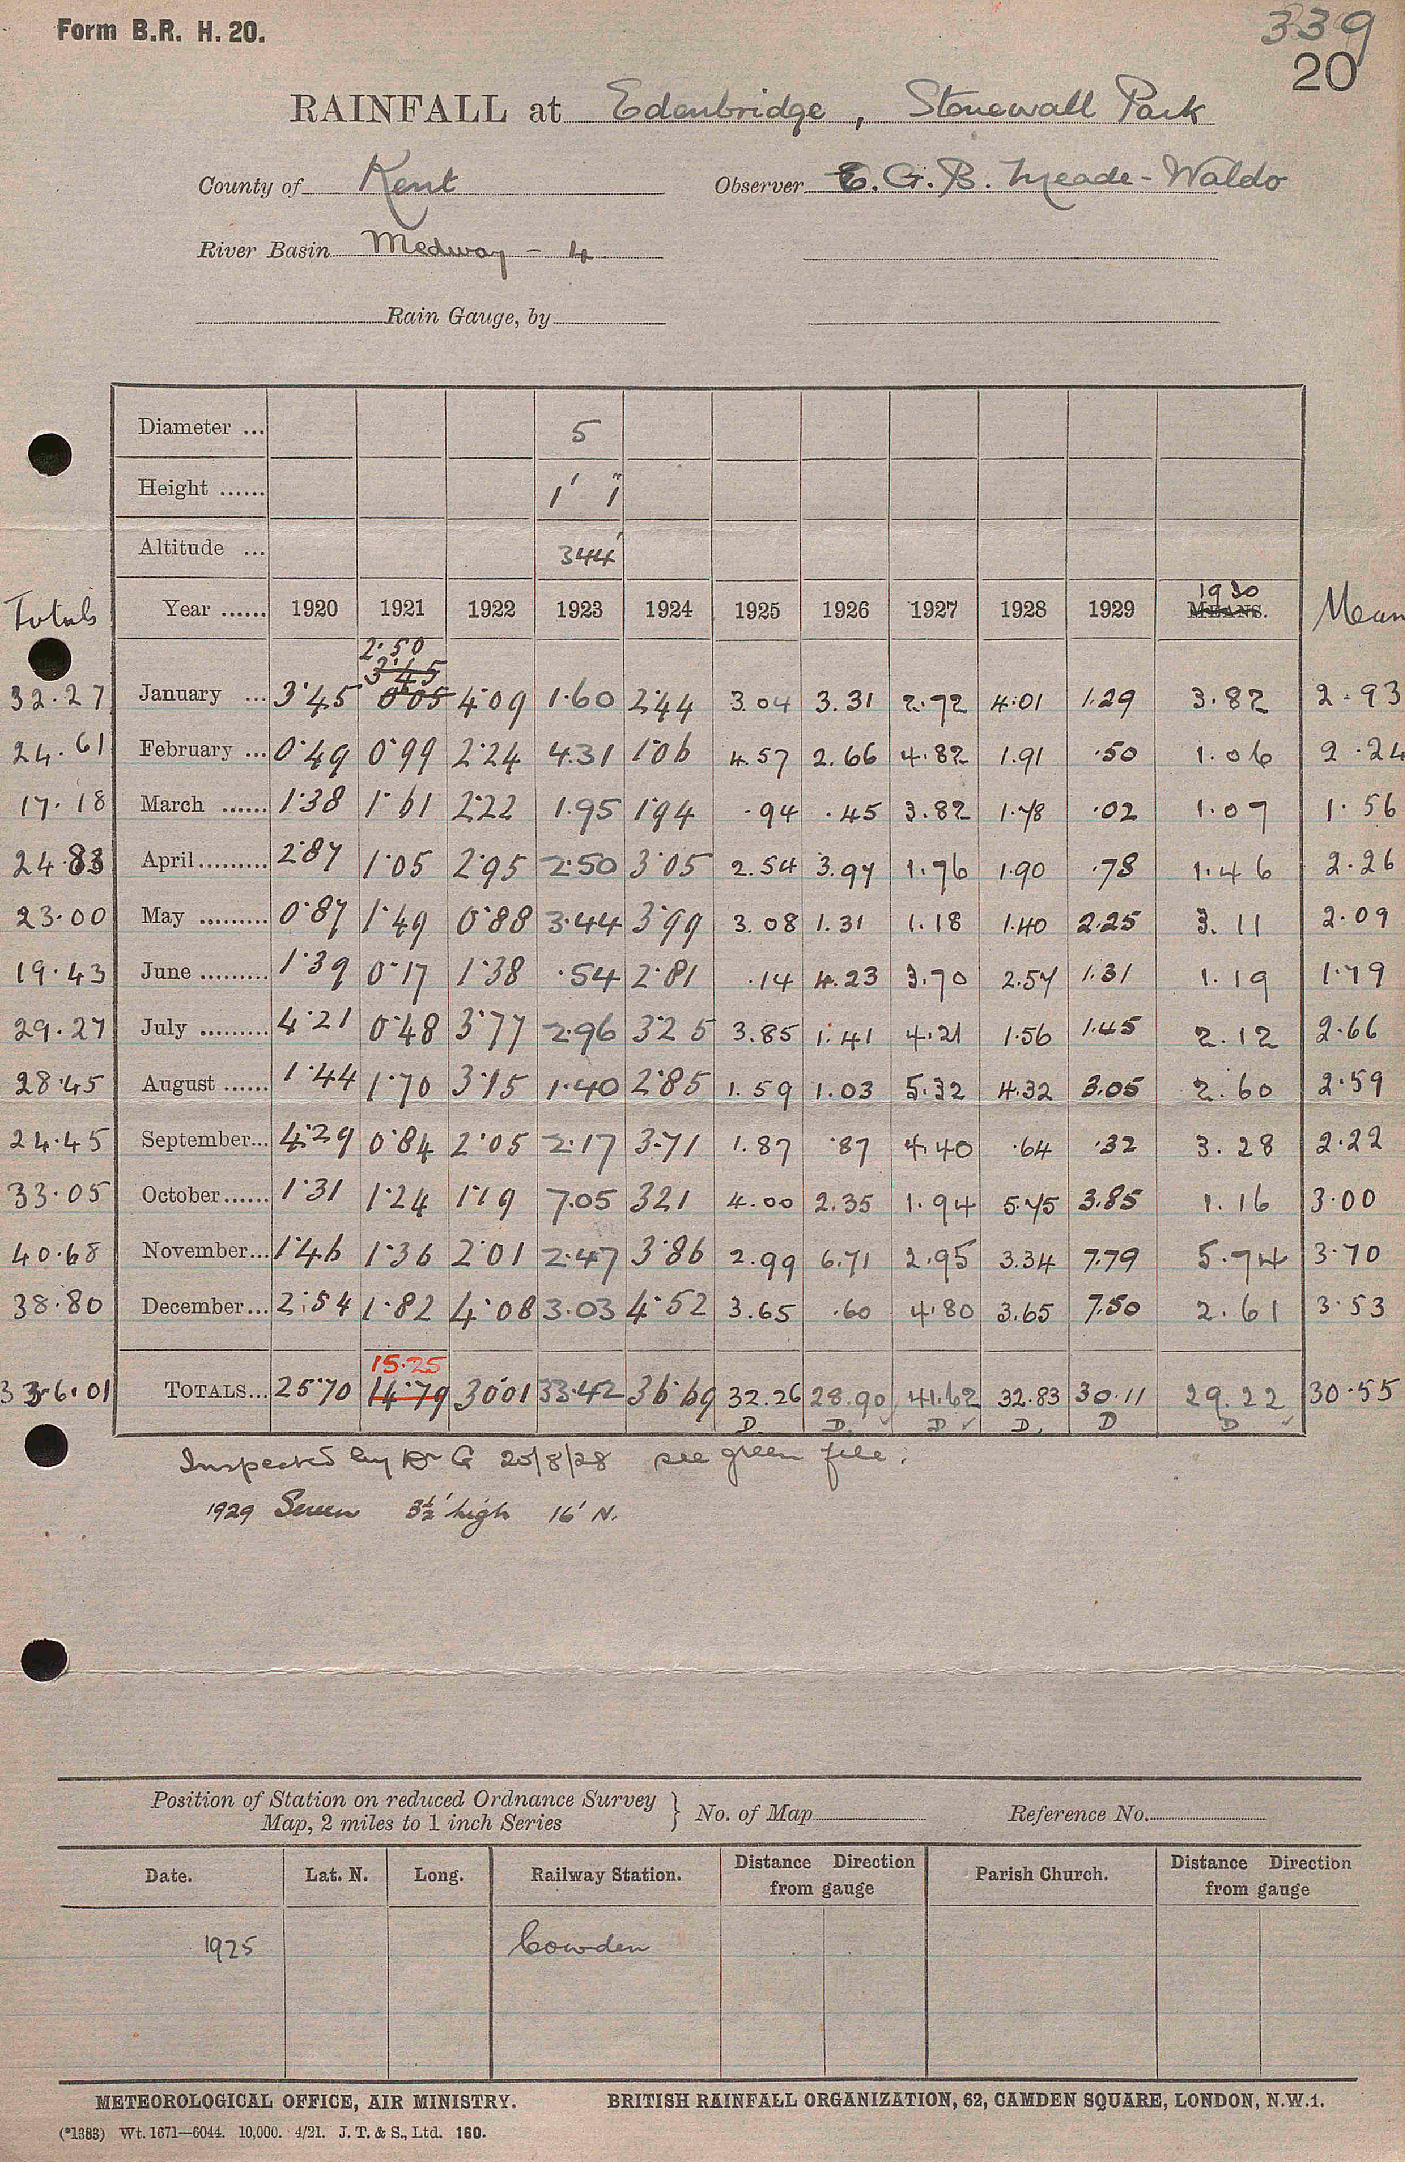 Form B.R. H. 20.
339
20
RAINFALL at Edenbridge, Stonewall Park
County of Kent Observer E. G. B. Meade-Waldo
River Basin Medway - 4
Rain Gauge, by
Diameter ... 5
Height ...... 1' 1"
Altitude ... 344'
Totals Year ...... 1920 1921 1922 1923 1924 1925 1926 1927 1928 1929 1930 MEANS. Mean
2.50
3.45
32.27 January ... 3.45 0.05 4.09 1.60 2.44 3.04 3.31 2.72 4.01 1.29 3.82 2.93
24.61 February ... 0.49 0.99 2.24 4.31 1.06 4.57 2.66 4.82 1.91 .50 1.06 2.24
17.18 March ...... 1.38 1.61 2.22 1.95 1.94 .94 .45 3.82 1.78 .02 1.07 1.56
24.83 April......... 2.87 1.05 2.95 2.50 3.05 2.54 3.97 1.76 1.90 .78 1.46 2.26
23.00 May ......... 0.87 1.49 0.88 3.44 3.99 3.08 1.31 1.18 1.40 2.25 3.11 2.09
19.43 June ......... 1.39 0.17 1.38 .54 2.81 .14 4.23 3.70 2.57 1.31 1.19 1.79
29.27 July ......... 4.21 0.48 3.77 2.96 3.25 3.85 1.41 4.21 1.56 1.45 2.12 2.66
28.45 August ...... 1.44 1.70 3.15 1.40 2.85 1.59 1.03 5.32 4.32 3.05 2.60 2.59
24.45 September... 4.29 0.84 2.05 2.17 3.71 1.87 .87 4.40 .64 .32 3.28 2.22
33.05 October...... 1.31 1.24 1.19 7.05 3.21 4.00 2.35 1.94 5.75 3.85 1.16 3.00
40.68 November... 1.46 1.36 2.01 2.47 3.86 2.99 6.71 2.95 3.34 7.79 5.74 3.70
38.80 December... 2.54 1.82 4.08 3.03 4.52 3.65 .60 4.80 3.65 7.50 2.61 3.53
15.25
336.01 TOTALS... 25.70 14.79 30.01 33.42 36.69 32.26 28.90 41.62 32.83 30.11 29.22 30.55
D D. D ✓ D. D D ✓
Inspected by Dr G 25/8/28 see green file.
1929 Screen 3½' high 16' N.
Position of Station on reduced Ordnance Survey
Map, 2 miles to 1 inch Series } No. of Map Reference No.
Date. Lat. N. Long. Railway Station. Distance Direction from gauge Parish Church. Distance Direction from gauge
1925 Cowden
METEOROLOGICAL OFFICE, AIR MINISTRY. BRITISH RAINFALL ORGANIZATION, 62, CAMDEN SQUARE, LONDON, N.W.1.
(*1383) Wt. 1671—6044. 10,000. 4/21. J. T. & S., Ltd. 160.